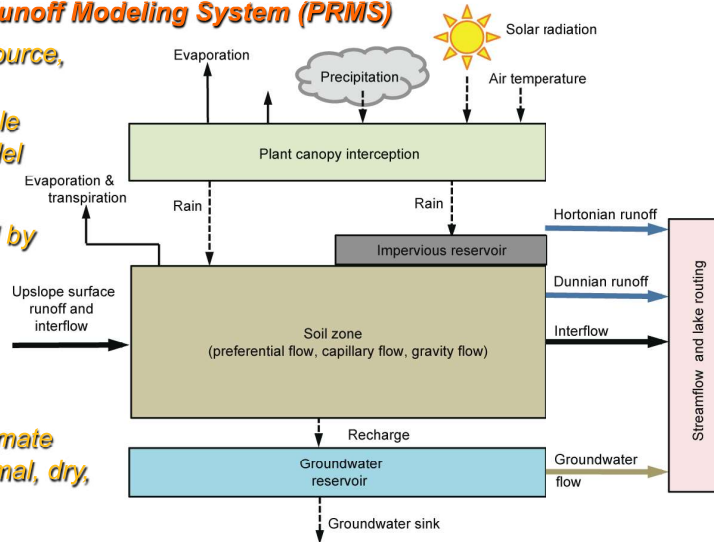 unoff Modeling System (PRMS)
ource,
le
del
by
mate
mal, dry,
Solar radiation
Evaporation
Precipitation
Air temperature
Plant canopy interception
Evaporation &
transpiration
Rain
Rain
Hortonian runoff
Impervious reservoir
Dunnian runoff
Upslope surface
runoff and
interflow
Soil zone
(preferential flow, capillary flow, gravity flow)
Interflow
Streamflow and lake routing
Recharge
Groundwater
reservoir
Groundwater
flow
Groundwater sink